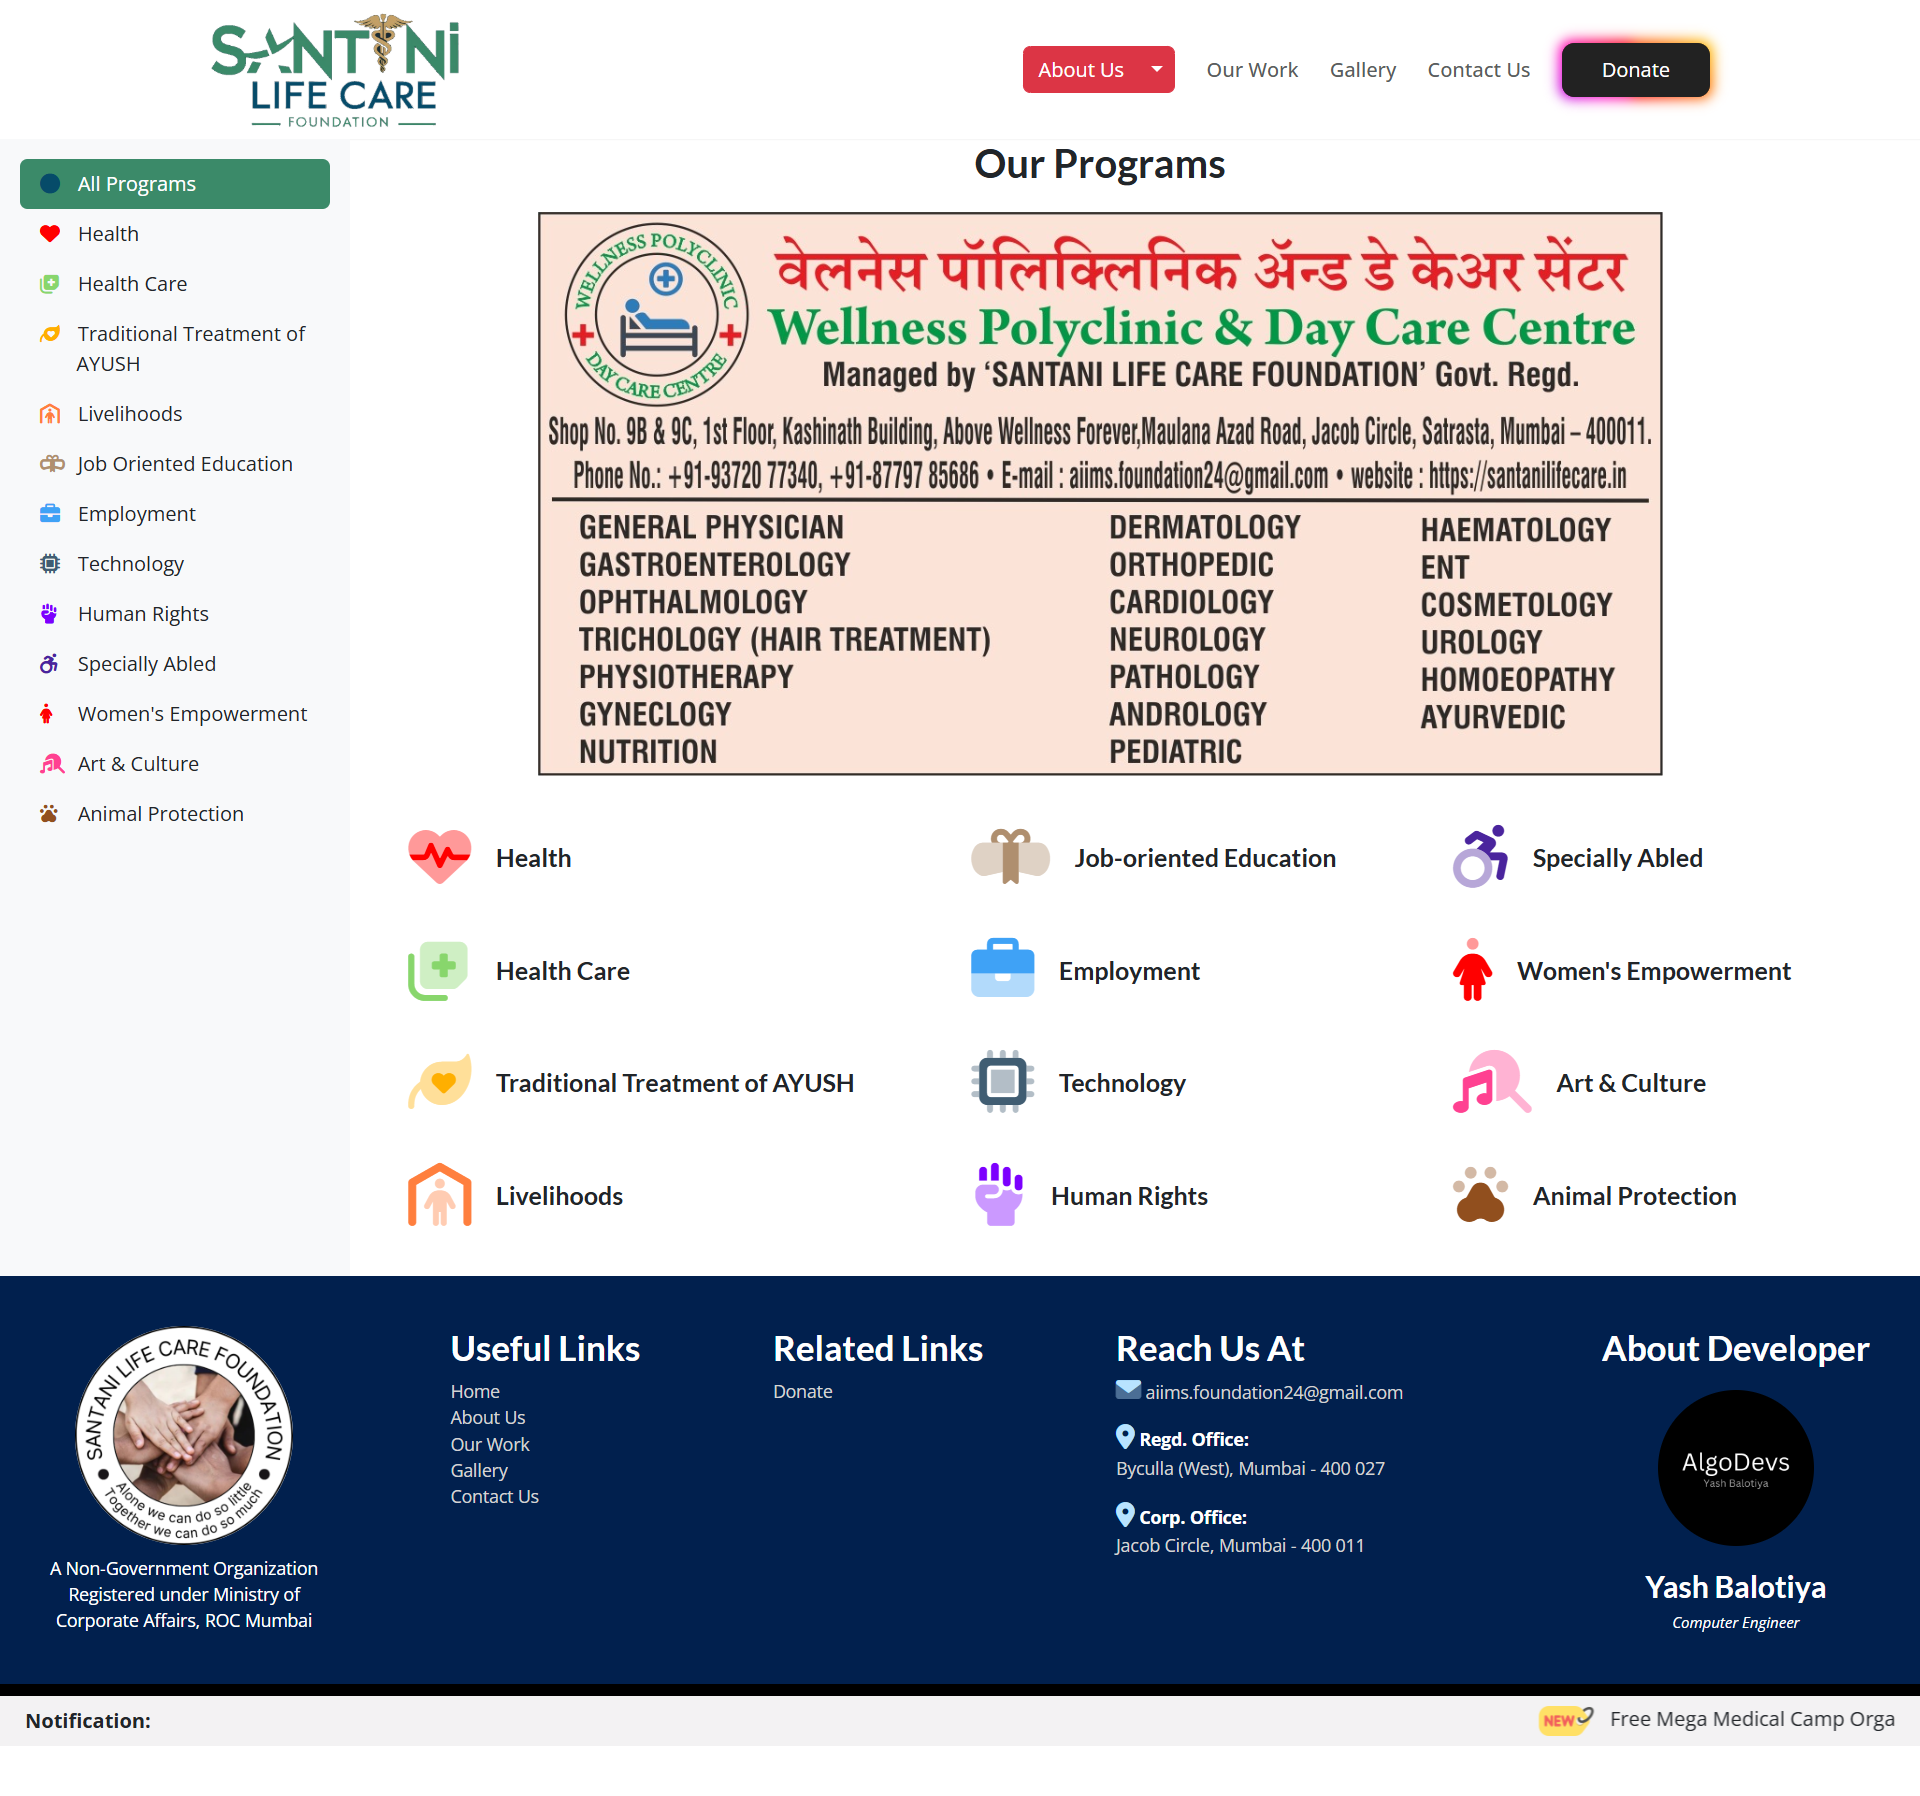 SANTANi
LIFE CARE
FOUNDATION
About Us
Our Work
Gallery
Contact Us
Donate
All Programs
Health
Health Care
Traditional Treatment of
AYUSH
Livelihoods
Job Oriented Education
Employment
Technology
Human Rights
Specially Abled
Women's Empowerment
Art & Culture
Animal Protection
Our Programs
WELLNESS POLYCLINIC
DAY CARE CENTRE
वेलनेस पॉलिक्लिनिक ॲन्ड डे केअर सेंटर
Wellness Polyclinic & Day Care Centre
Managed by ‘SANTANI LIFE CARE FOUNDATION’ Govt. Regd.
Shop No. 9B & 9C, 1st Floor, Kashinath Building, Above Wellness Forever,Maulana Azad Road, Jacob Circle, Satrasta, Mumbai – 400011.
Phone No.: +91-93720 77340, +91-87797 85686 • E-mail : aiims.foundation24@gmail.com • website : https://santanilifecare.in
GENERAL PHYSICIAN
GASTROENTEROLOGY
OPHTHALMOLOGY
TRICHOLOGY (HAIR TREATMENT)
PHYSIOTHERAPY
GYNECLOGY
NUTRITION
DERMATOLOGY
ORTHOPEDIC
CARDIOLOGY
NEUROLOGY
PATHOLOGY
ANDROLOGY
PEDIATRIC
HAEMATOLOGY
ENT
COSMETOLOGY
UROLOGY
HOMOEOPATHY
AYURVEDIC
Health
Job-oriented Education
Specially Abled
Health Care
Employment
Women's Empowerment
Traditional Treatment of AYUSH
Technology
Art & Culture
Livelihoods
Human Rights
Animal Protection
SANTANI LIFE CARE FOUNDATION
Alone we can do so little
Together we can do so much
A Non-Government Organization
Registered under Ministry of
Corporate Affairs, ROC Mumbai
Useful Links
Home
About Us
Our Work
Gallery
Contact Us
Related Links
Donate
Reach Us At
aiims.foundation24@gmail.com
Regd. Office:
Byculla (West), Mumbai - 400 027
Corp. Office:
Jacob Circle, Mumbai - 400 011
About Developer
AlgoDevs
Yash Balotiya
Yash Balotiya
Computer Engineer
Notification:
NEW
Free Mega Medical Camp Orga